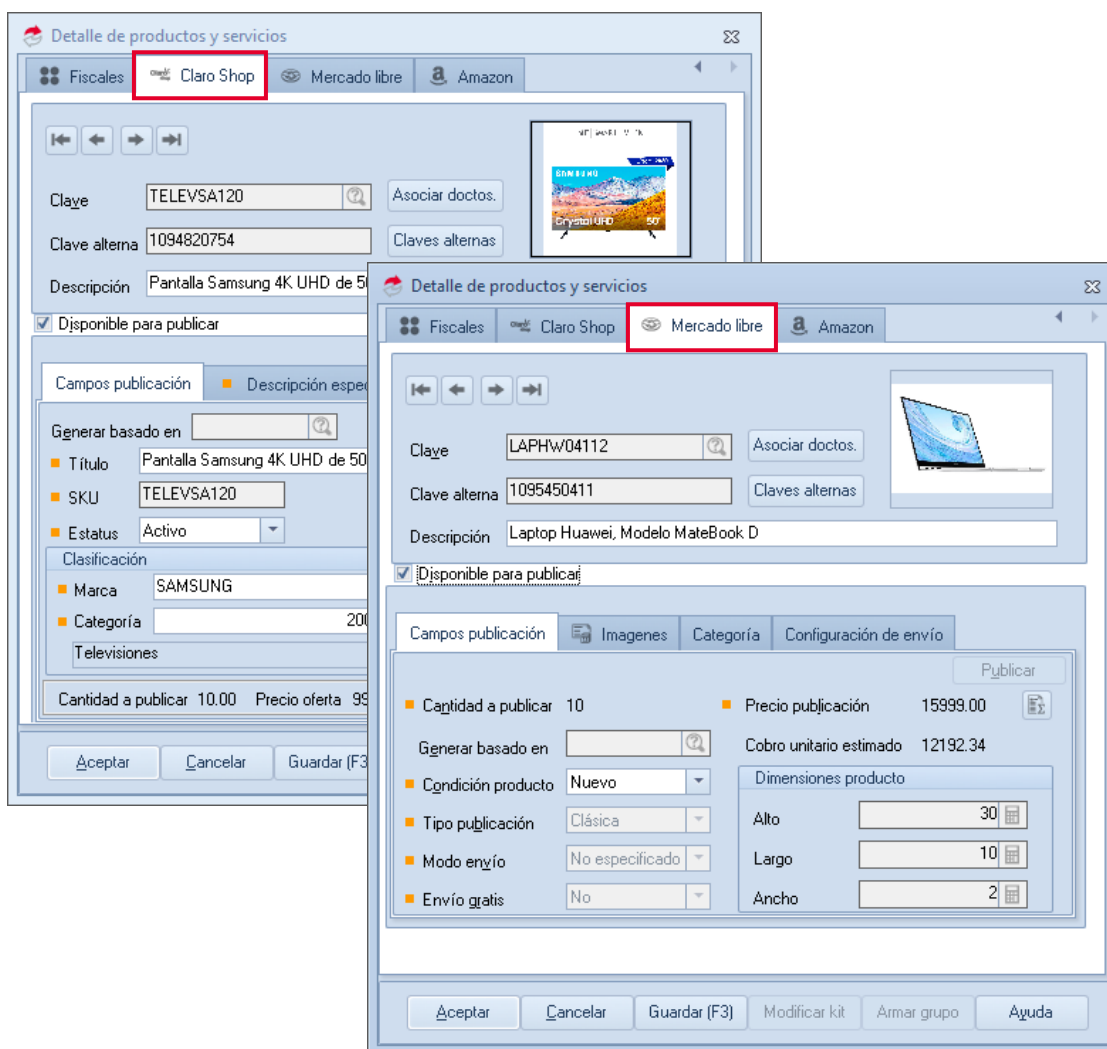 Detalle de productos y servicios
Fiscales Claro Shop Mercado libre Amazon
Clave TELEVSA120 Asociar doctos.
Clave alterna 1094820754 Claves alternas
Descripción Pantalla Samsung 4K UHD de 50
SAMSUNG
Crystal UHD 50"
Disponible para publicar
Campos publicación Descripción espe
Generar basado en
Título Pantalla Samsung 4K UHD de 50
SKU TELEVSA120
Estatus Activo
Clasificación
Marca SAMSUNG
Categoría 200
Televisiones
Cantidad a publicar 10.00 Precio oferta 99
Aceptar Cancelar Guardar (F3
Detalle de productos y servicios
Fiscales Claro Shop Mercado libre Amazon
Clave LAPHW04112 Asociar doctos.
Clave alterna 1095450411 Claves alternas
Descripción Laptop Huawei, Modelo MateBook D
Disponible para publicar
Campos publicación Imagenes Categoría Configuración de envío
Publicar
Cantidad a publicar 10 Precio publicación 15999.00
Generar basado en Cobro unitario estimado 12192.34
Condición producto Nuevo Dimensiones producto
Tipo publicación Clásica Alto 30
Modo envío No especificado Largo 10
Envío gratis No Ancho 2
Aceptar Cancelar Guardar (F3) Modificar kit Armar grupo Ayuda